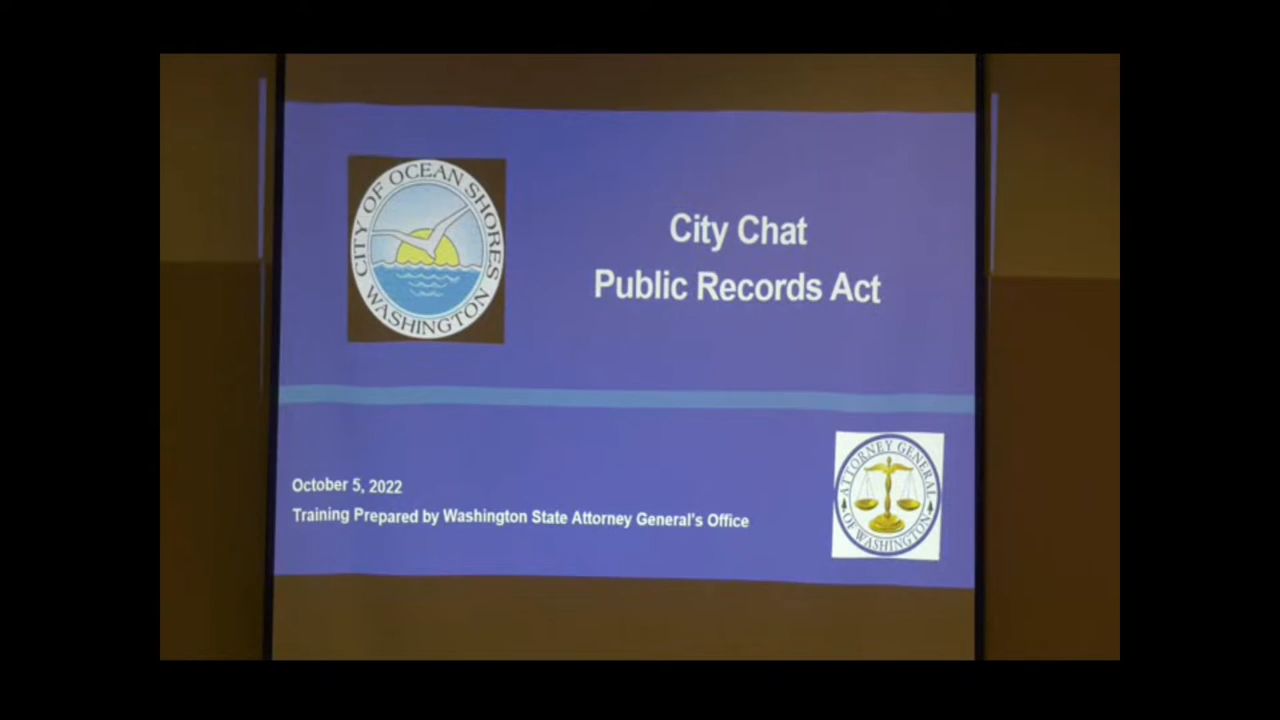 CITY OF OCEAN SHORES
WASHINGTON
City Chat
Public Records Act
October 5, 2022
Training Prepared by Washington State Attorney General's Office
ATTORNEY GENERAL
OF WASHINGTON